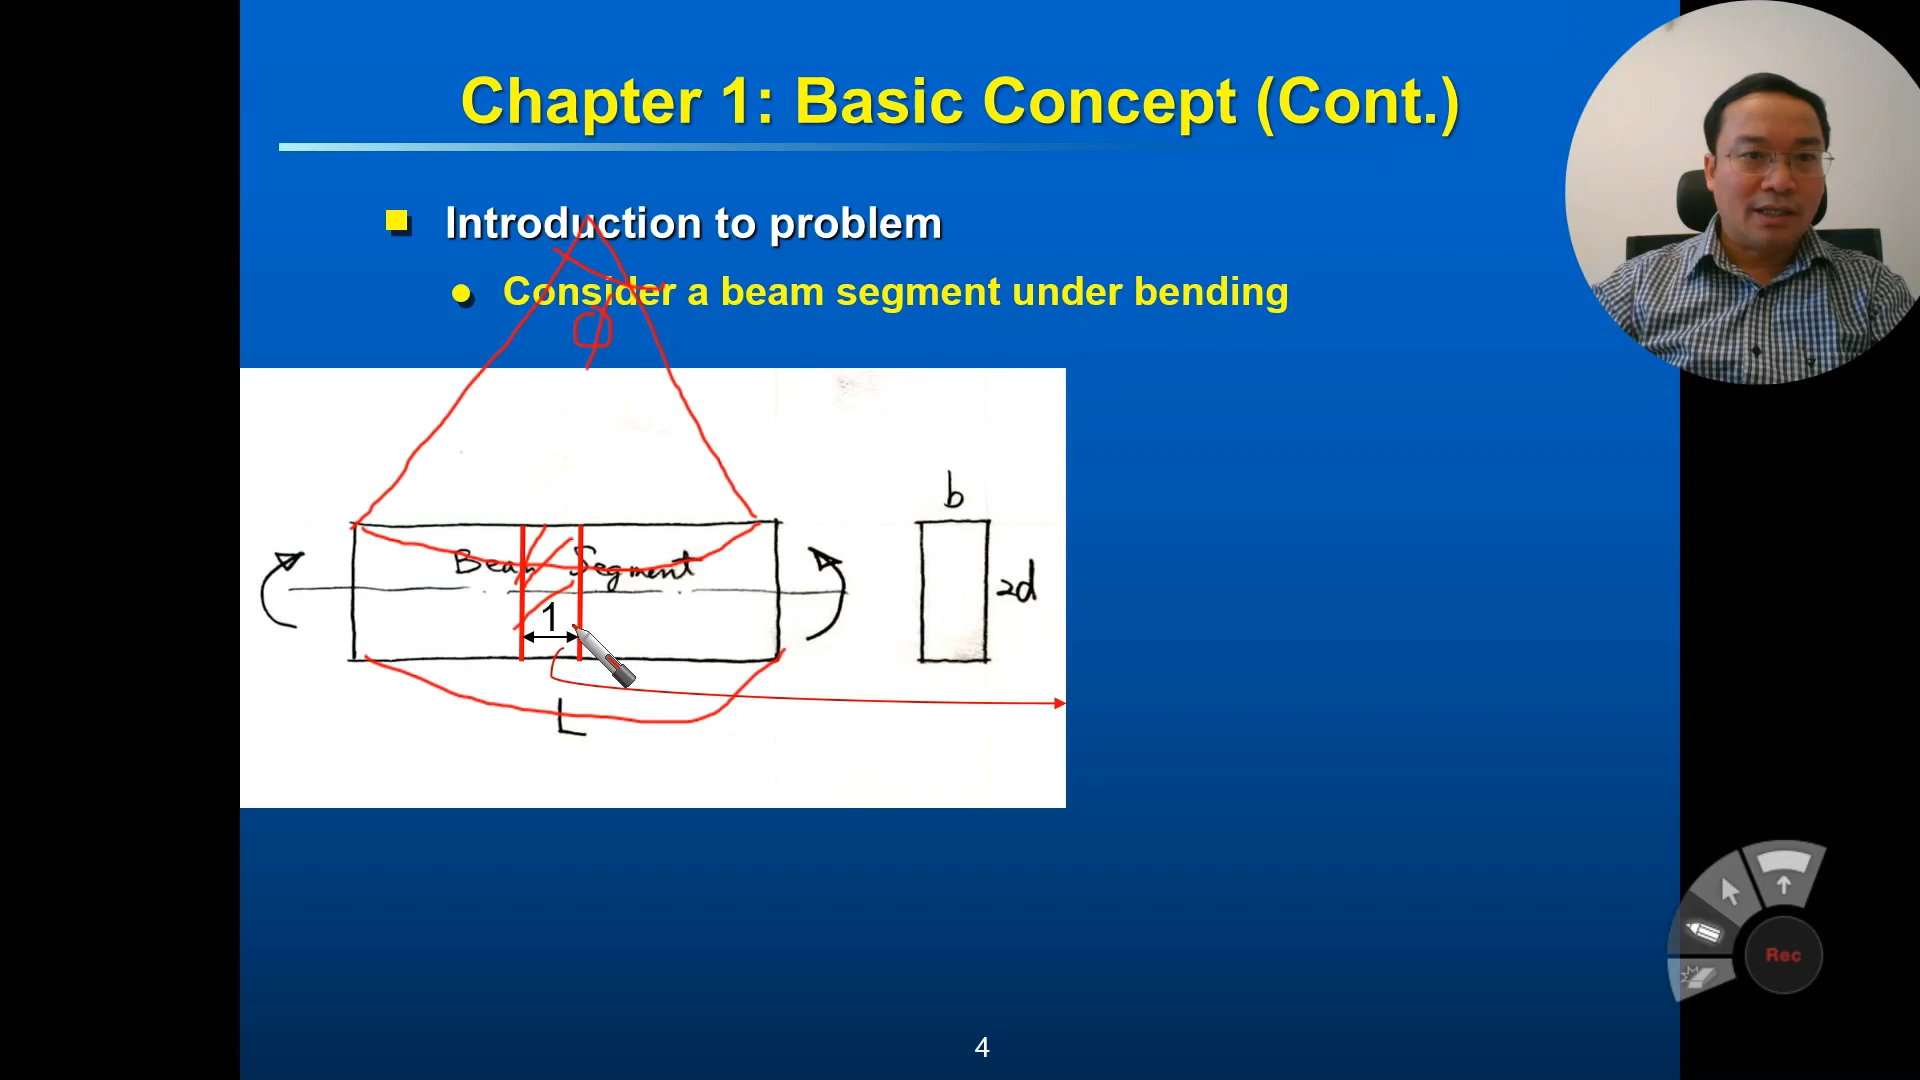 Chapter 1: Basic Concept (Cont.)
Introduction to problem
Consider a beam segment under bending
b
Beam Segment
2d
1
L
Rec
4